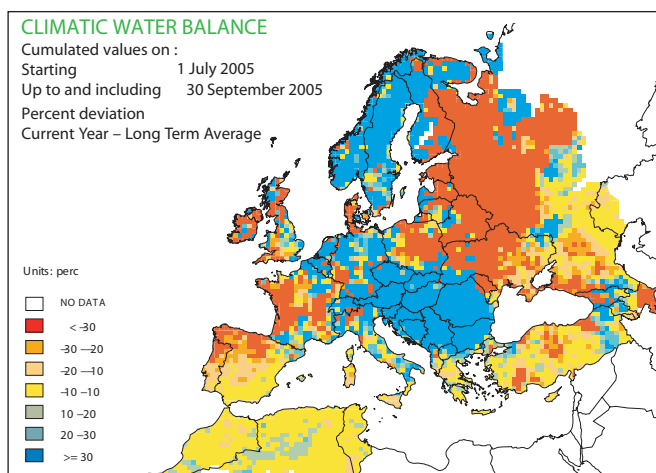 CLIMATIC WATER BALANCE
Cumulated values on :
Starting 1 July 2005
Up to and including 30 September 2005
Percent deviation
Current Year – Long Term Average
Units: perc
NO DATA
< -30
-30 —20
-20 —10
-10 –10
10 –20
20 –30
>= 30